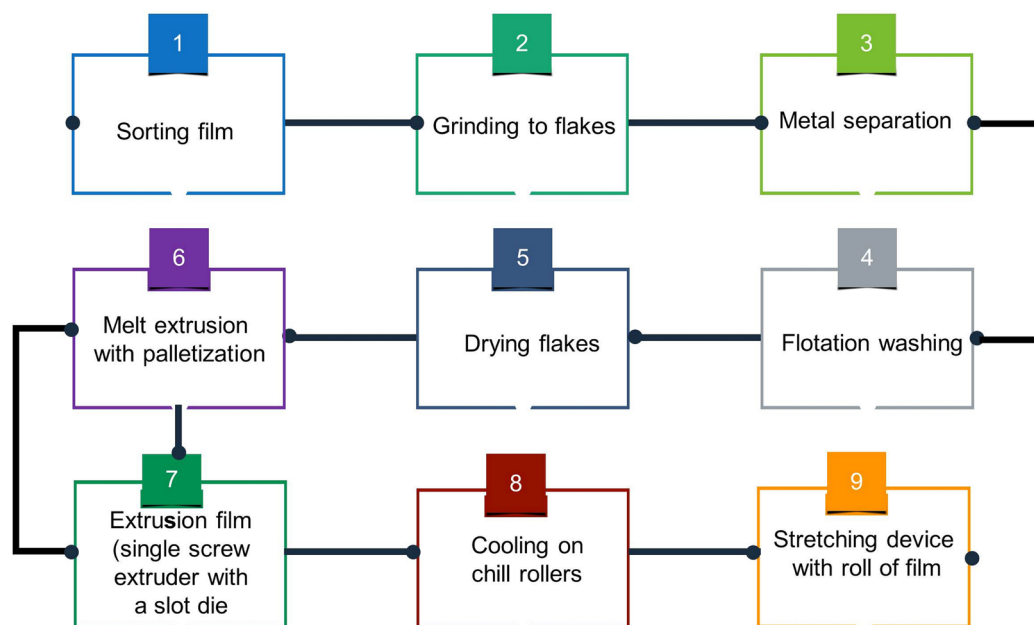 1
Sorting film
2
Grinding to flakes
3
Metal separation
6
Melt extrusion
with palletization
5
Drying flakes
4
Flotation washing
7
Extrusion film
(single screw
extruder with
a slot die
8
Cooling on
chill rollers
9
Stretching device
with roll of film